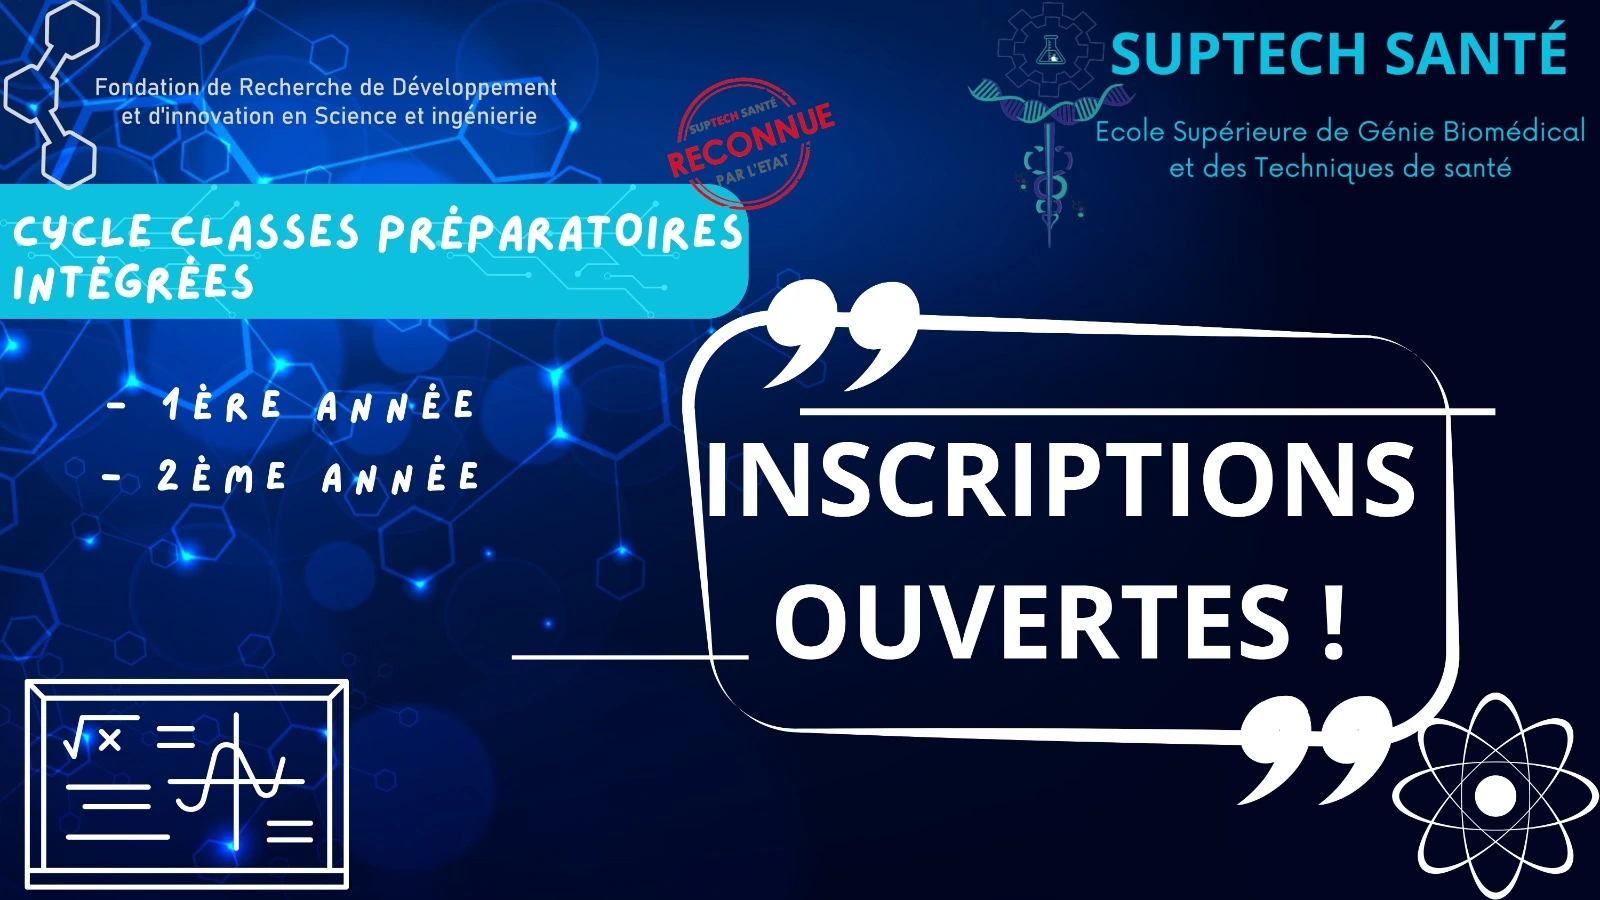 Fondation de Recherche de Développement
et d'innovation en Science et ingénierie
SUPTECH SANTÉ
RECONNUE
PAR L'ETAT
SUPTECH SANTÉ
Ecole Supérieure de Génie Biomédical
et des Techniques de santé
CYCLE CLASSES PRÉPARATOIRES
INTÉGRÉES
- 1ÈRE ANNÉE
- 2ÈME ANNÉE
❟❟
INSCRIPTIONS
OUVERTES !
❟❟
√x =